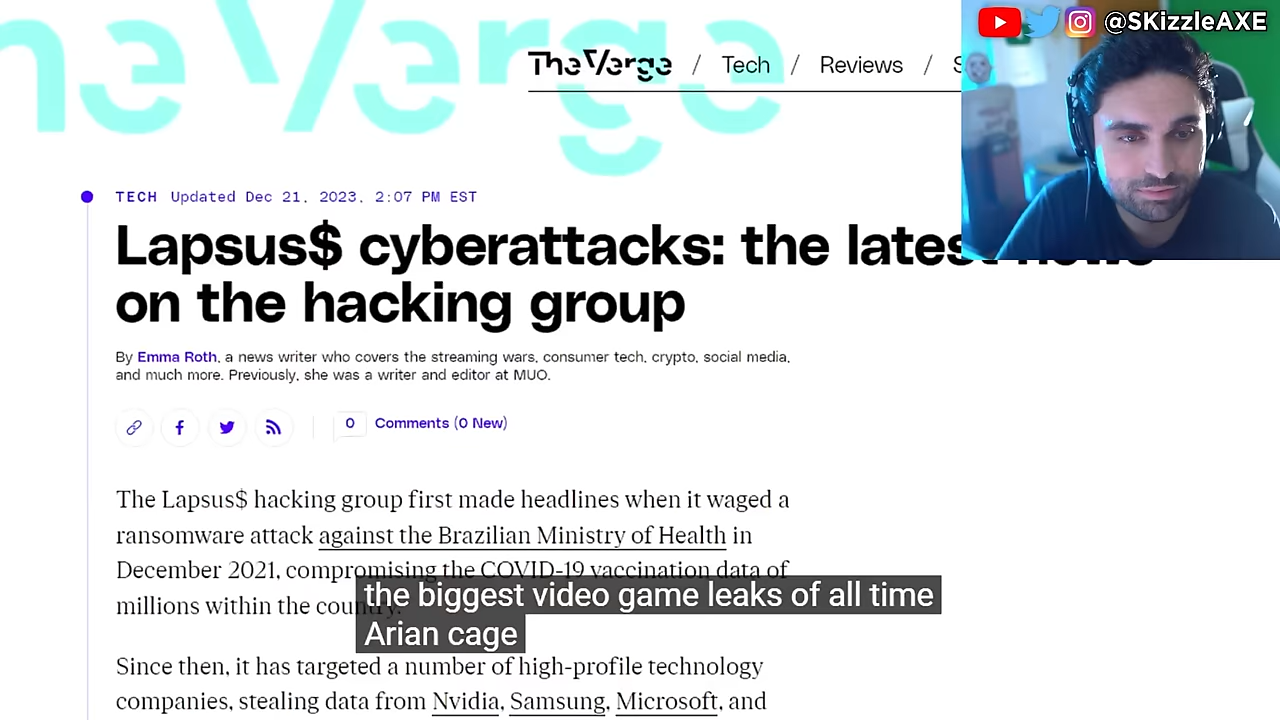 The Verge
The Verge / Tech / Reviews / S
@SKizzleAXE
TECH Updated Dec 21, 2023, 2:07 PM EST
Lapsus$ cyberattacks: the latest news
on the hacking group
By Emma Roth, a news writer who covers the streaming wars, consumer tech, crypto, social media,
and much more. Previously, she was a writer and editor at MUO.
0 Comments (0 New)
The Lapsus$ hacking group first made headlines when it waged a
ransomware attack against the Brazilian Ministry of Health in
December 2021, compromising the COVID-19 vaccination data of
millions within the country.
the biggest video game leaks of all time
Arian cage
Since then, it has targeted a number of high-profile technology
companies, stealing data from Nvidia, Samsung, Microsoft, and